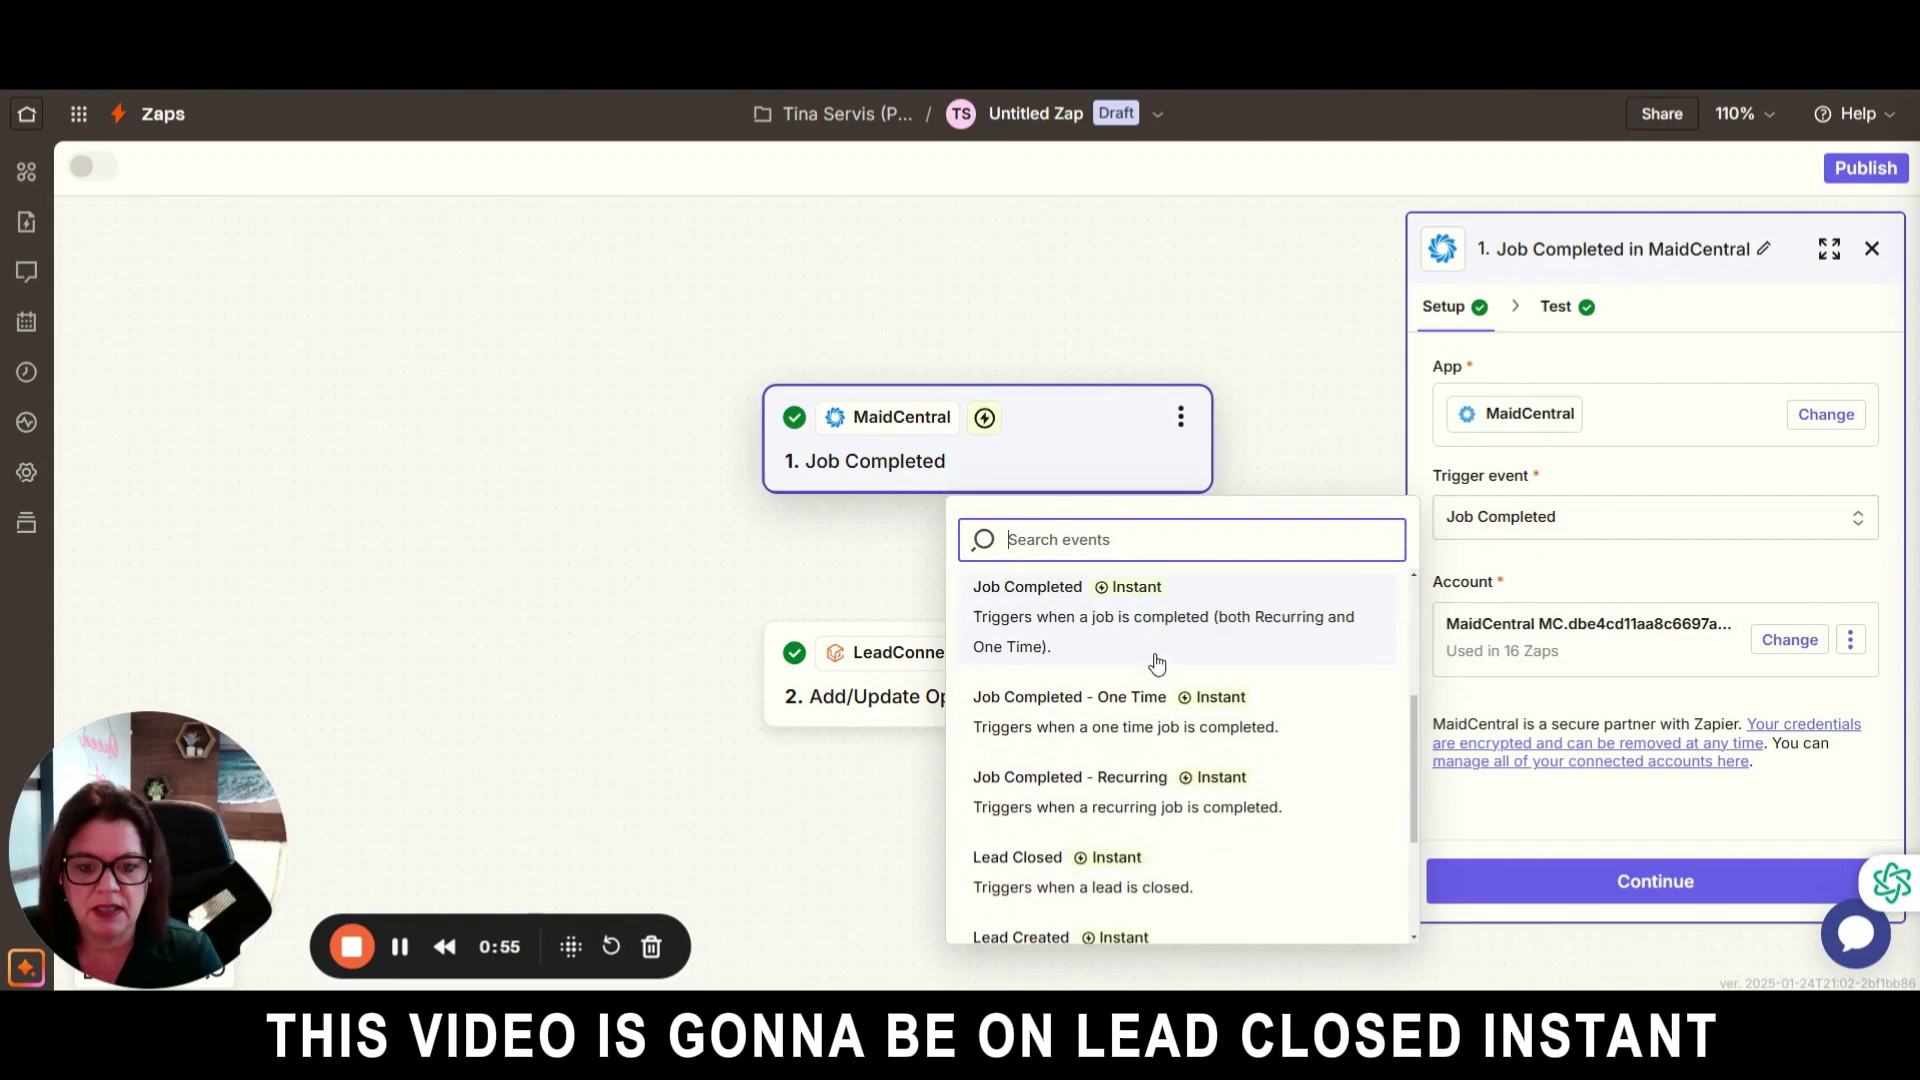 Zaps
Tina Servis (P... / TS Untitled Zap Draft
Share 110% Help
Publish
1. Job Completed in MaidCentral
Setup > Test
App *
MaidCentral Change
Trigger event *
Job Completed
Account *
MaidCentral MC.dbe4cd11aa8c6697a...
Used in 16 Zaps
Change
MaidCentral is a secure partner with Zapier. Your credentials
are encrypted and can be removed at any time. You can
manage all of your connected accounts here.
Continue
MaidCentral
1. Job Completed
LeadConne
2. Add/Update Op
Search events
Job Completed Instant
Triggers when a job is completed (both Recurring and
One Time).
Job Completed - One Time Instant
Triggers when a one time job is completed.
Job Completed - Recurring Instant
Triggers when a recurring job is completed.
Lead Closed Instant
Triggers when a lead is closed.
Lead Created Instant
0:55
ver. 2025-01-24T21:02-2bf1bb86
THIS VIDEO IS GONNA BE ON LEAD CLOSED INSTANT